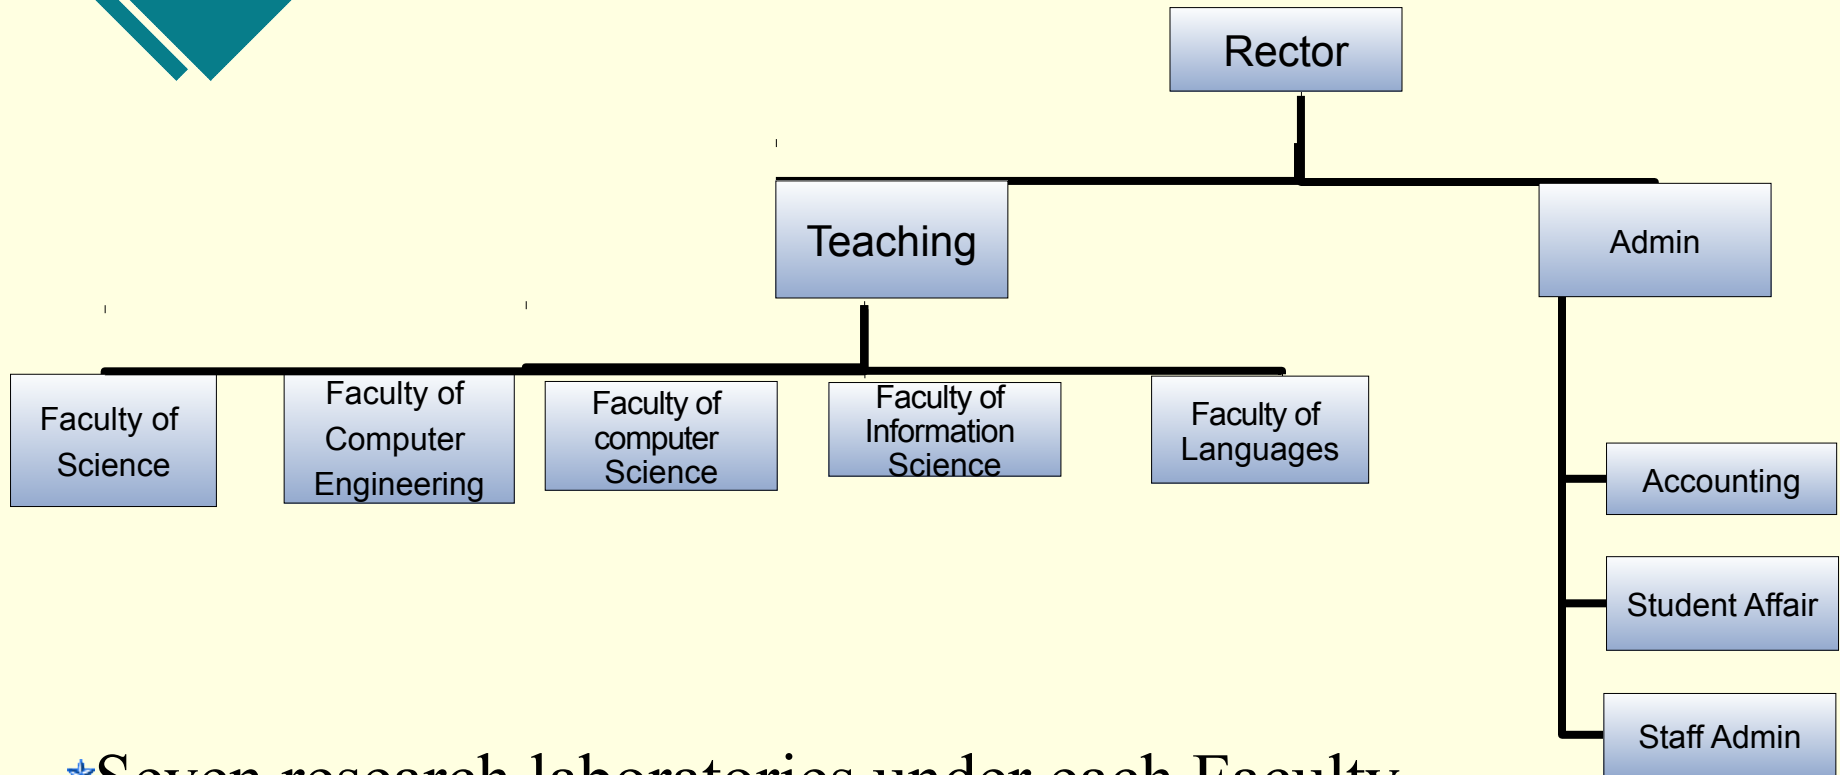 Rector
Teaching
Admin
Faculty of
Science
Faculty of
Computer
Engineering
Faculty of
computer
Science
Faculty of
Information
Science
Faculty of
Languages
Accounting
Student Affair
Staff Admin
Seven research laboratories under each Faculty